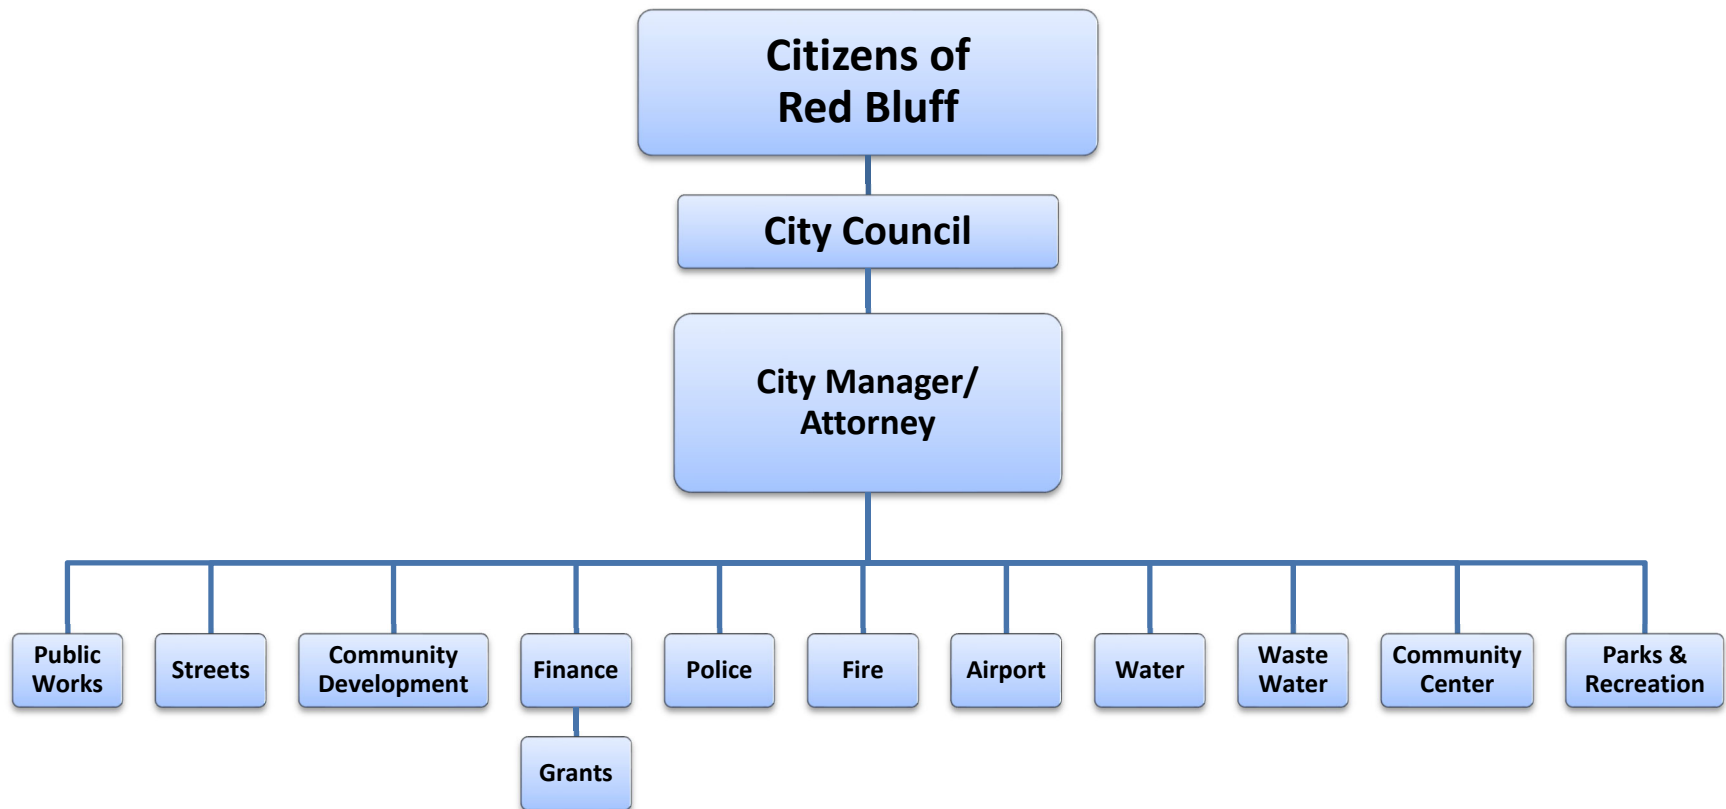 Citizens of
Red Bluff
City Council
City Manager/
Attorney
Public
Works
Streets
Community
Development
Finance
Police
Fire
Airport
Water
Waste
Water
Community
Center
Parks &
Recreation
Grants